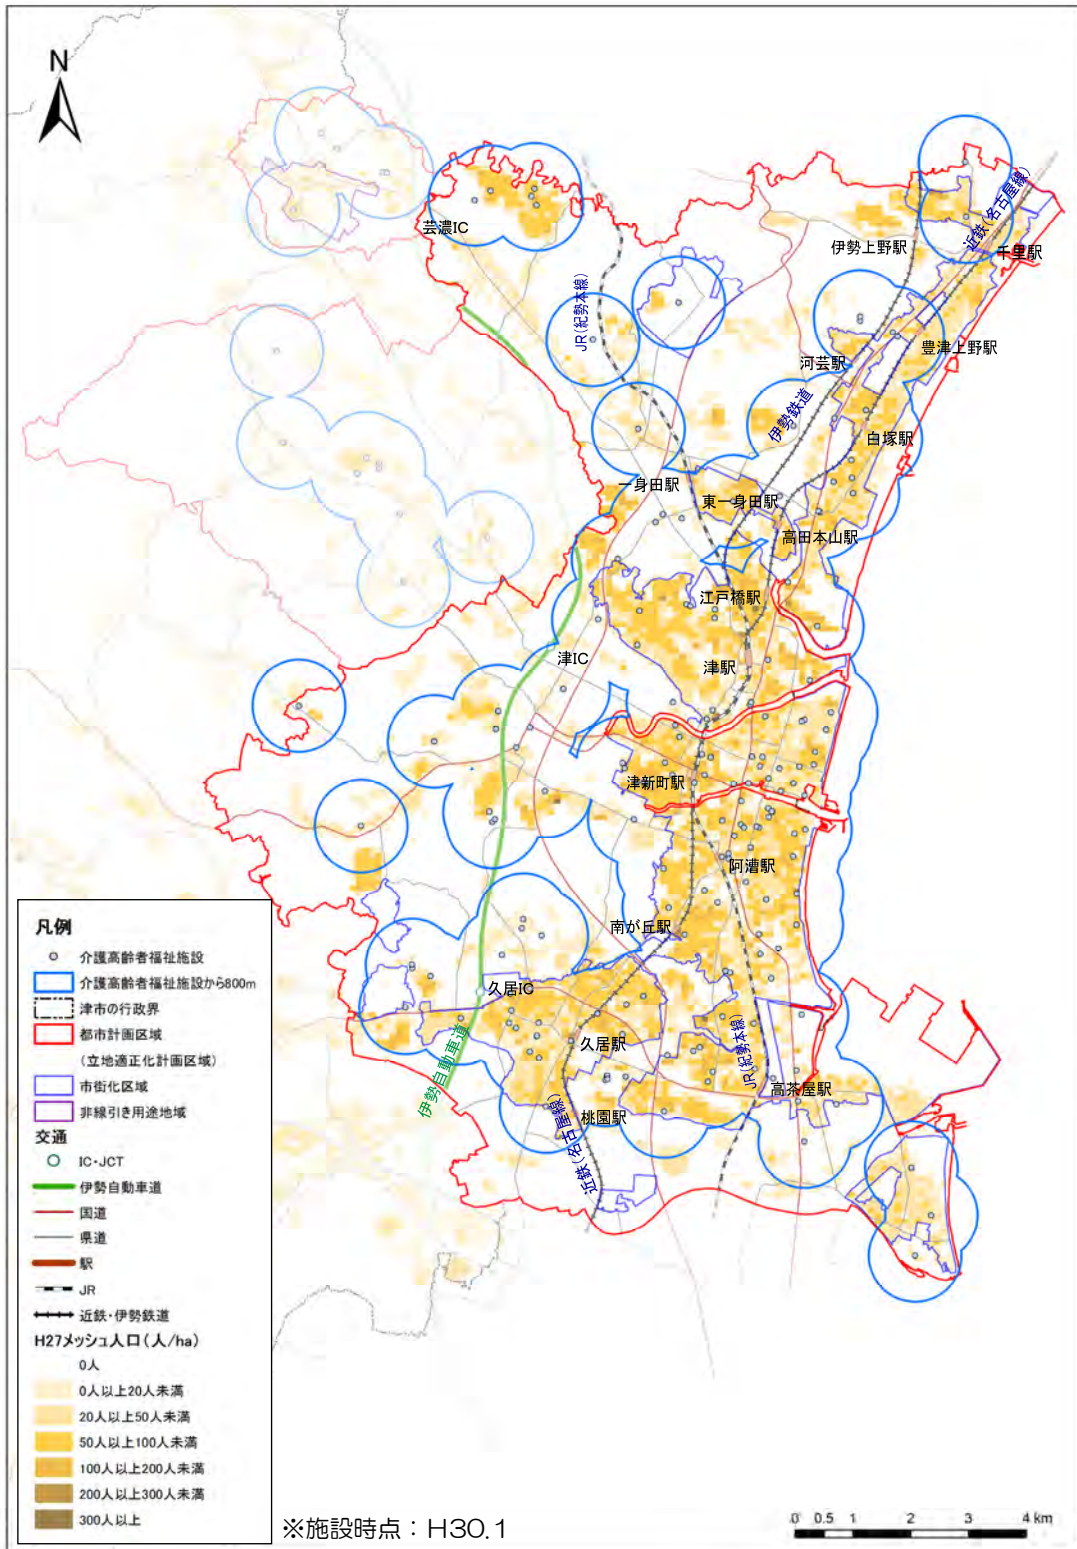 N
芸濃IC
伊勢上野駅
近鉄(名古屋線)
千里駅
JR(紀勢本線)
豊津上野駅
河芸駅
伊勢鉄道
白塚駅
一身田駅
東一身田駅
高田本山駅
江戸橋駅
津IC
津駅
津新町駅
阿漕駅
南が丘駅
久居IC
久居駅
伊勢自動車道
JR(紀勢本線)
高茶屋駅
桃園駅
近鉄(名古屋線)
凡例
介護高齢者福祉施設
介護高齢者福祉施設から800m
津市の行政界
都市計画区域
(立地適正化計画区域)
市街化区域
非線引き用途地域
交通
IC・JCT
伊勢自動車道
国道
県道
駅
JR
近鉄・伊勢鉄道
H27メッシュ人口(人/ha)
0人
0人以上20人未満
20人以上50人未満
50人以上100人未満
100人以上200人未満
200人以上300人未満
300人以上
※施設時点：H30.1
0 0.5 1 2 3 4 km